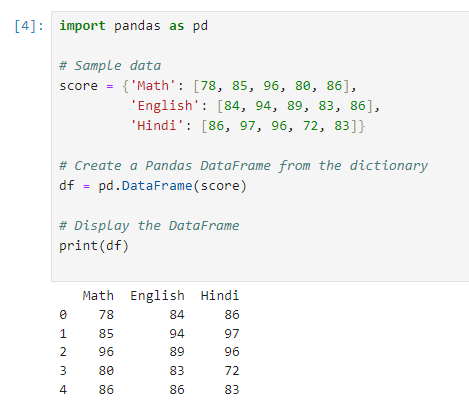 [4]: import pandas as pd
# Sample data
score = {'Math': [78, 85, 96, 80, 86],
'English': [84, 94, 89, 83, 86],
'Hindi': [86, 97, 96, 72, 83]}
# Create a Pandas DataFrame from the dictionary
df = pd.DataFrame(score)
# Display the DataFrame
print(df)
Math English Hindi
0 78 84 86
1 85 94 97
2 96 89 96
3 80 83 72
4 86 86 83